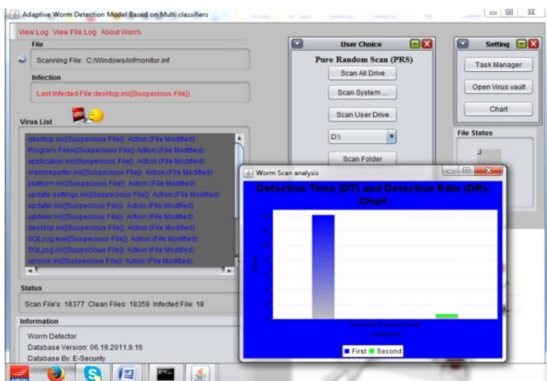 Adaptive Worm Detection Model Based on Multi classifiers
View Log View File Log About Worm
File
Scanning File: C:/Windows/Infmonitor.inf
Infection
Last Infected File:desktop.ini([Suspecious File])
Virus List
desktop.ini([Suspecious File]) Action:(File Modified)
Program Files([Suspecious File]) Action:(File Modified)
application.ini([Suspecious File]) Action:(File Modified)
crashreporter.ini([Suspecious File]) Action:(File Modified)
platform.ini([Suspecious File]) Action:(File Modified)
update-settings.ini([Suspecious File]) Action:(File Modified)
updater.ini([Suspecious File]) Action:(File Modified)
updater.ini([Suspecious File]) Action:(File Modified)
desktop.ini([Suspecious File]) Action:(File Modified)
SQLyog.exe([Suspecious File]) Action:(File Modified)
SQLyog.ini([Suspecious File]) Action:(File Modified)
version.ini([Suspecious File]) Action:(File Modified)
Status
Scan File's: 18377 Clean Files: 18359 Infected File: 18
Information
Worm Detector
Database Version: 06.19.2011.9.16
Database By: E-Security
User Choice
Pure Random Scan (PRS)
Scan All Drive
Scan System ...
Scan User Drive
D:\
Scan Folder
Setting
Task Manager
Open Virus vault
Chart
File Status
Worm Scan analysis
Detection Time (DT) and Detection Rate (DR)-
Chart
First Second